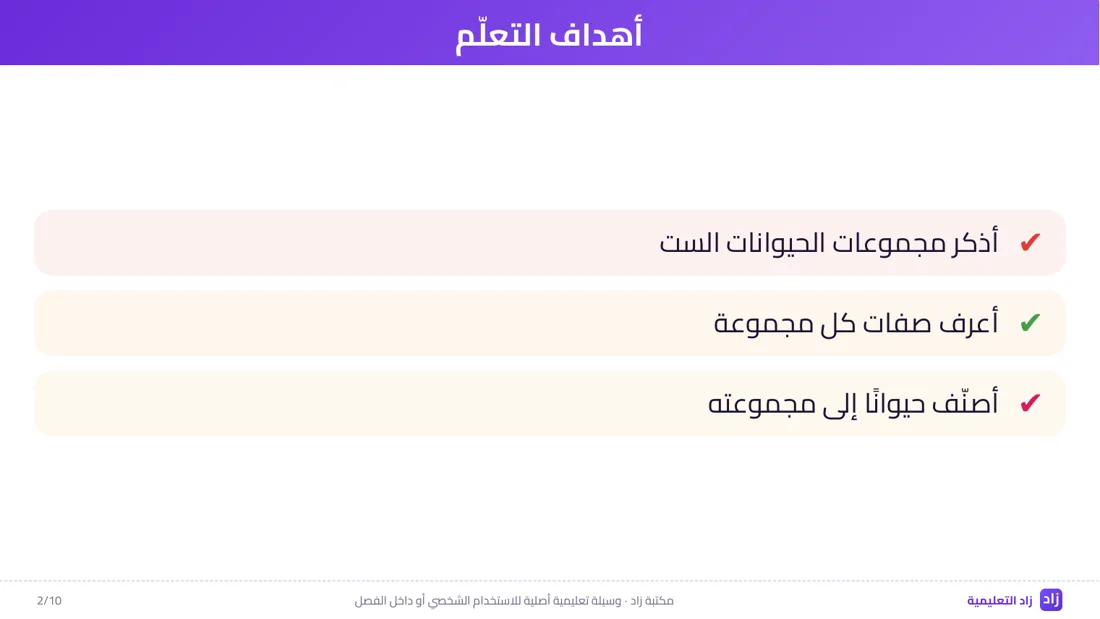 أهداف التعلّم
✔ أذكر مجموعات الحيوانات الست
✔ أعرف صفات كل مجموعة
✔ أصنّف حيوانًا إلى مجموعته
زاد زاد التعليمية
مكتبة زاد · وسيلة تعليمية أصلية للاستخدام الشخصي أو داخل الفصل
2/10